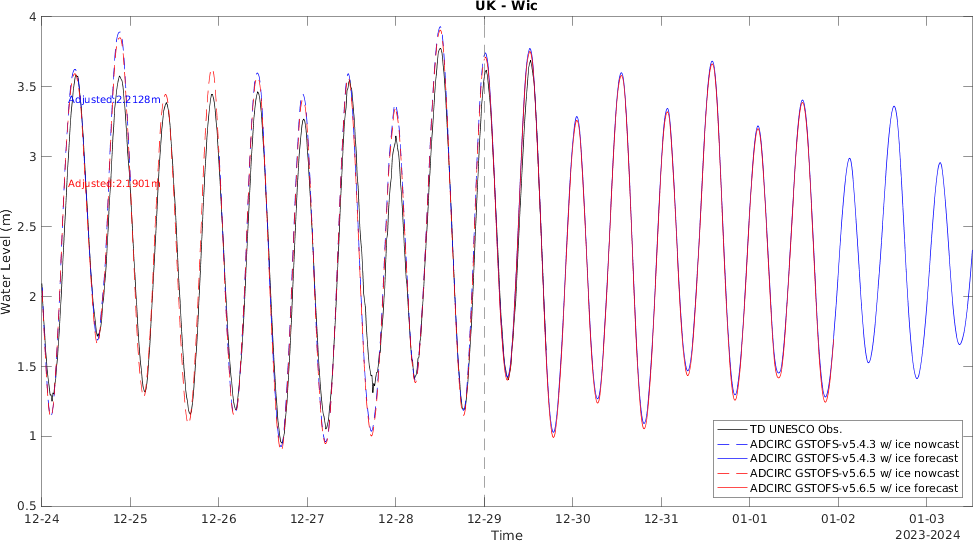 UK - Wic
4
3.5
3
2.5
2
1.5
1
0.5
Water Level (m)
Adjusted:2.2128m
Adjusted:2.1901m
TD UNESCO Obs.
ADCIRC GSTOFS-v5.4.3 w/ ice nowcast
ADCIRC GSTOFS-v5.4.3 w/ ice forecast
ADCIRC GSTOFS-v5.6.5 w/ ice nowcast
ADCIRC GSTOFS-v5.6.5 w/ ice forecast
12-24 12-25 12-26 12-27 12-28 12-29 12-30 12-31 01-01 01-02 01-03
Time
2023-2024